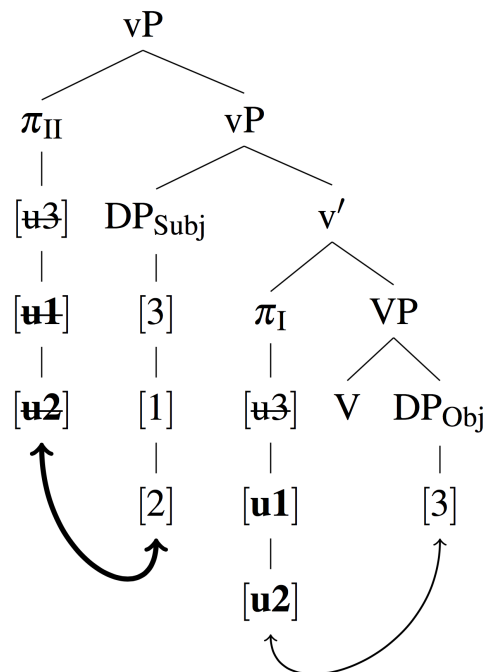 vP
π_II vP
[u3] DP_Subj v′
[u1] [3] π_I VP
[u2] [1] [u3] V DP_Obj
[2] [u1] [3]
[u2]